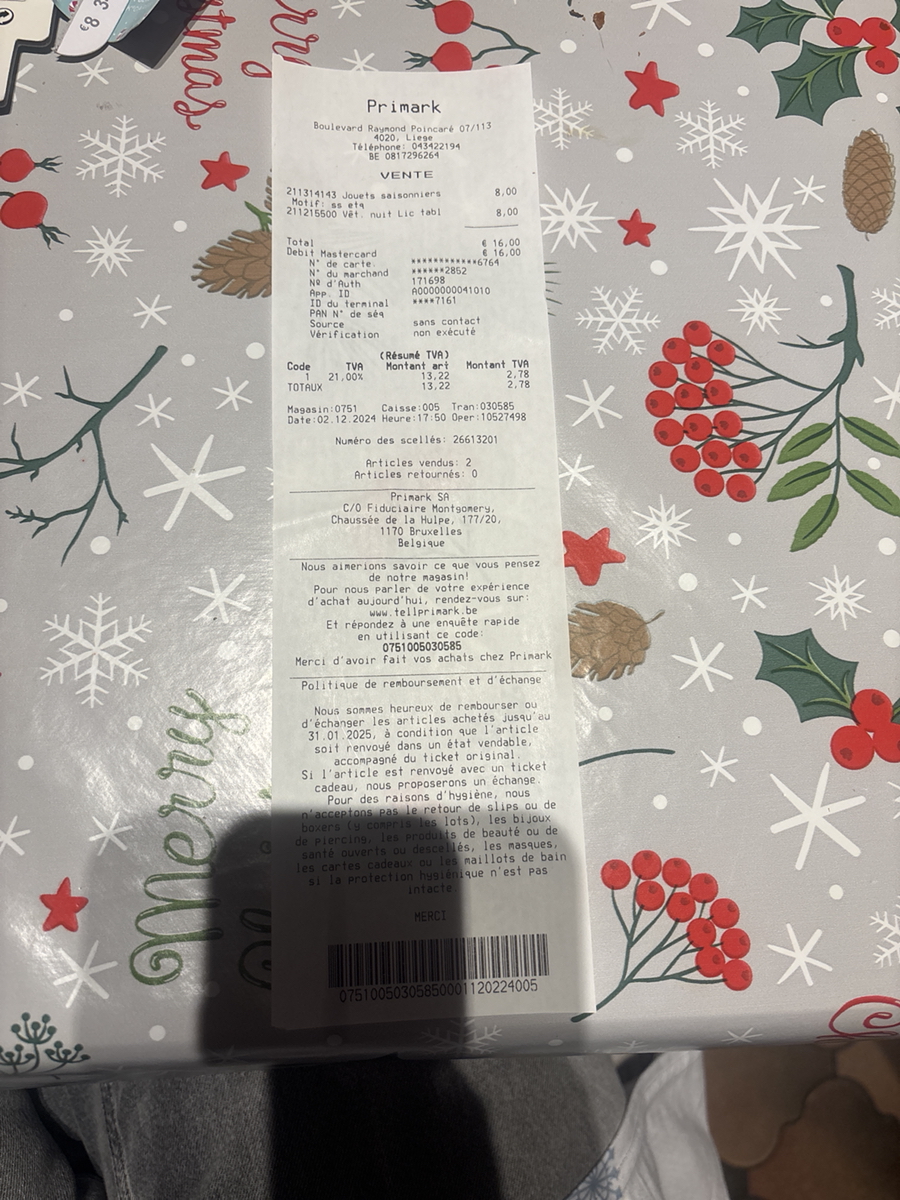 €8
Merry
Christmas
Primark
Boulevard Raymond Poincaré 07/113
4020, Liege
Téléphone: 043422194
BE 0817296264
VENTE
211314143 Jouets saisonniers 8,00
Motif: ss etq
211215500 Vêt. nuit Lic tabl 8,00
Total € 16,00
Debit Mastercard € 16,00
N° de carte. ************6764
N° du marchand ******2852
Nº d'Auth 171698
App. ID A0000000041010
ID du terminal ****7161
PAN N° de séq
Source sans contact
Vérification non exécuté
(Résumé TVA)
Code TVA Montant art Montant TVA
1 21,00% 13,22 2,78
TOTAUX 13,22 2,78
Magasin:0751 Caisse:005 Tran:030585
Date:02.12.2024 Heure:17:50 Oper:10527498
Numéro des scellés: 26613201
Articles vendus: 2
Articles retournés: 0
Primark SA
C/O Fiduciaire Montgomery,
Chaussée de la Hulpe, 177/20,
1170 Bruxelles
Belgique
Nous aimerions savoir ce que vous pensez
de notre magasin!
Pour nous parler de votre expérience
d'achat aujourd'hui, rendez-vous sur:
www.tellprimark.be
Et répondez à une enquête rapide
en utilisant ce code:
0751005030585
Merci d'avoir fait vos achats chez Primark
Politique de remboursement et d'échange
Nous sommes heureux de rembourser ou
d'échanger les articles achetés jusqu'au
31.01.2025, à condition que l'article
soit renvoyé dans un état vendable,
accompagné du ticket original.
Si l'article est renvoyé avec un ticket
cadeau, nous proposerons un échange.
Pour des raisons d'hygiène, nous
n'acceptons pas le retour de slips ou de
boxers (y compris les lots), les bijoux
de piercing, les produits de beauté ou de
santé ouverts ou descellés, les masques,
les cartes cadeaux ou les maillots de bain
si la protection hygiénique n'est pas
intacte.
MERCI
07510050305850001120224005
Merry